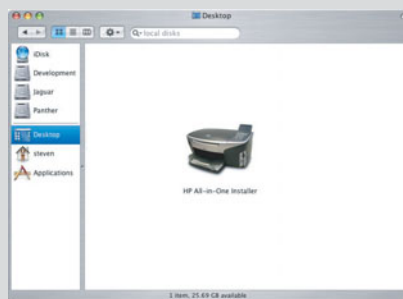 Desktop
local disks
iDisk
Development
Jaguar
Panther
Desktop
steven
Applications
HP All-in-One Installer
1 item, 25.69 GB available